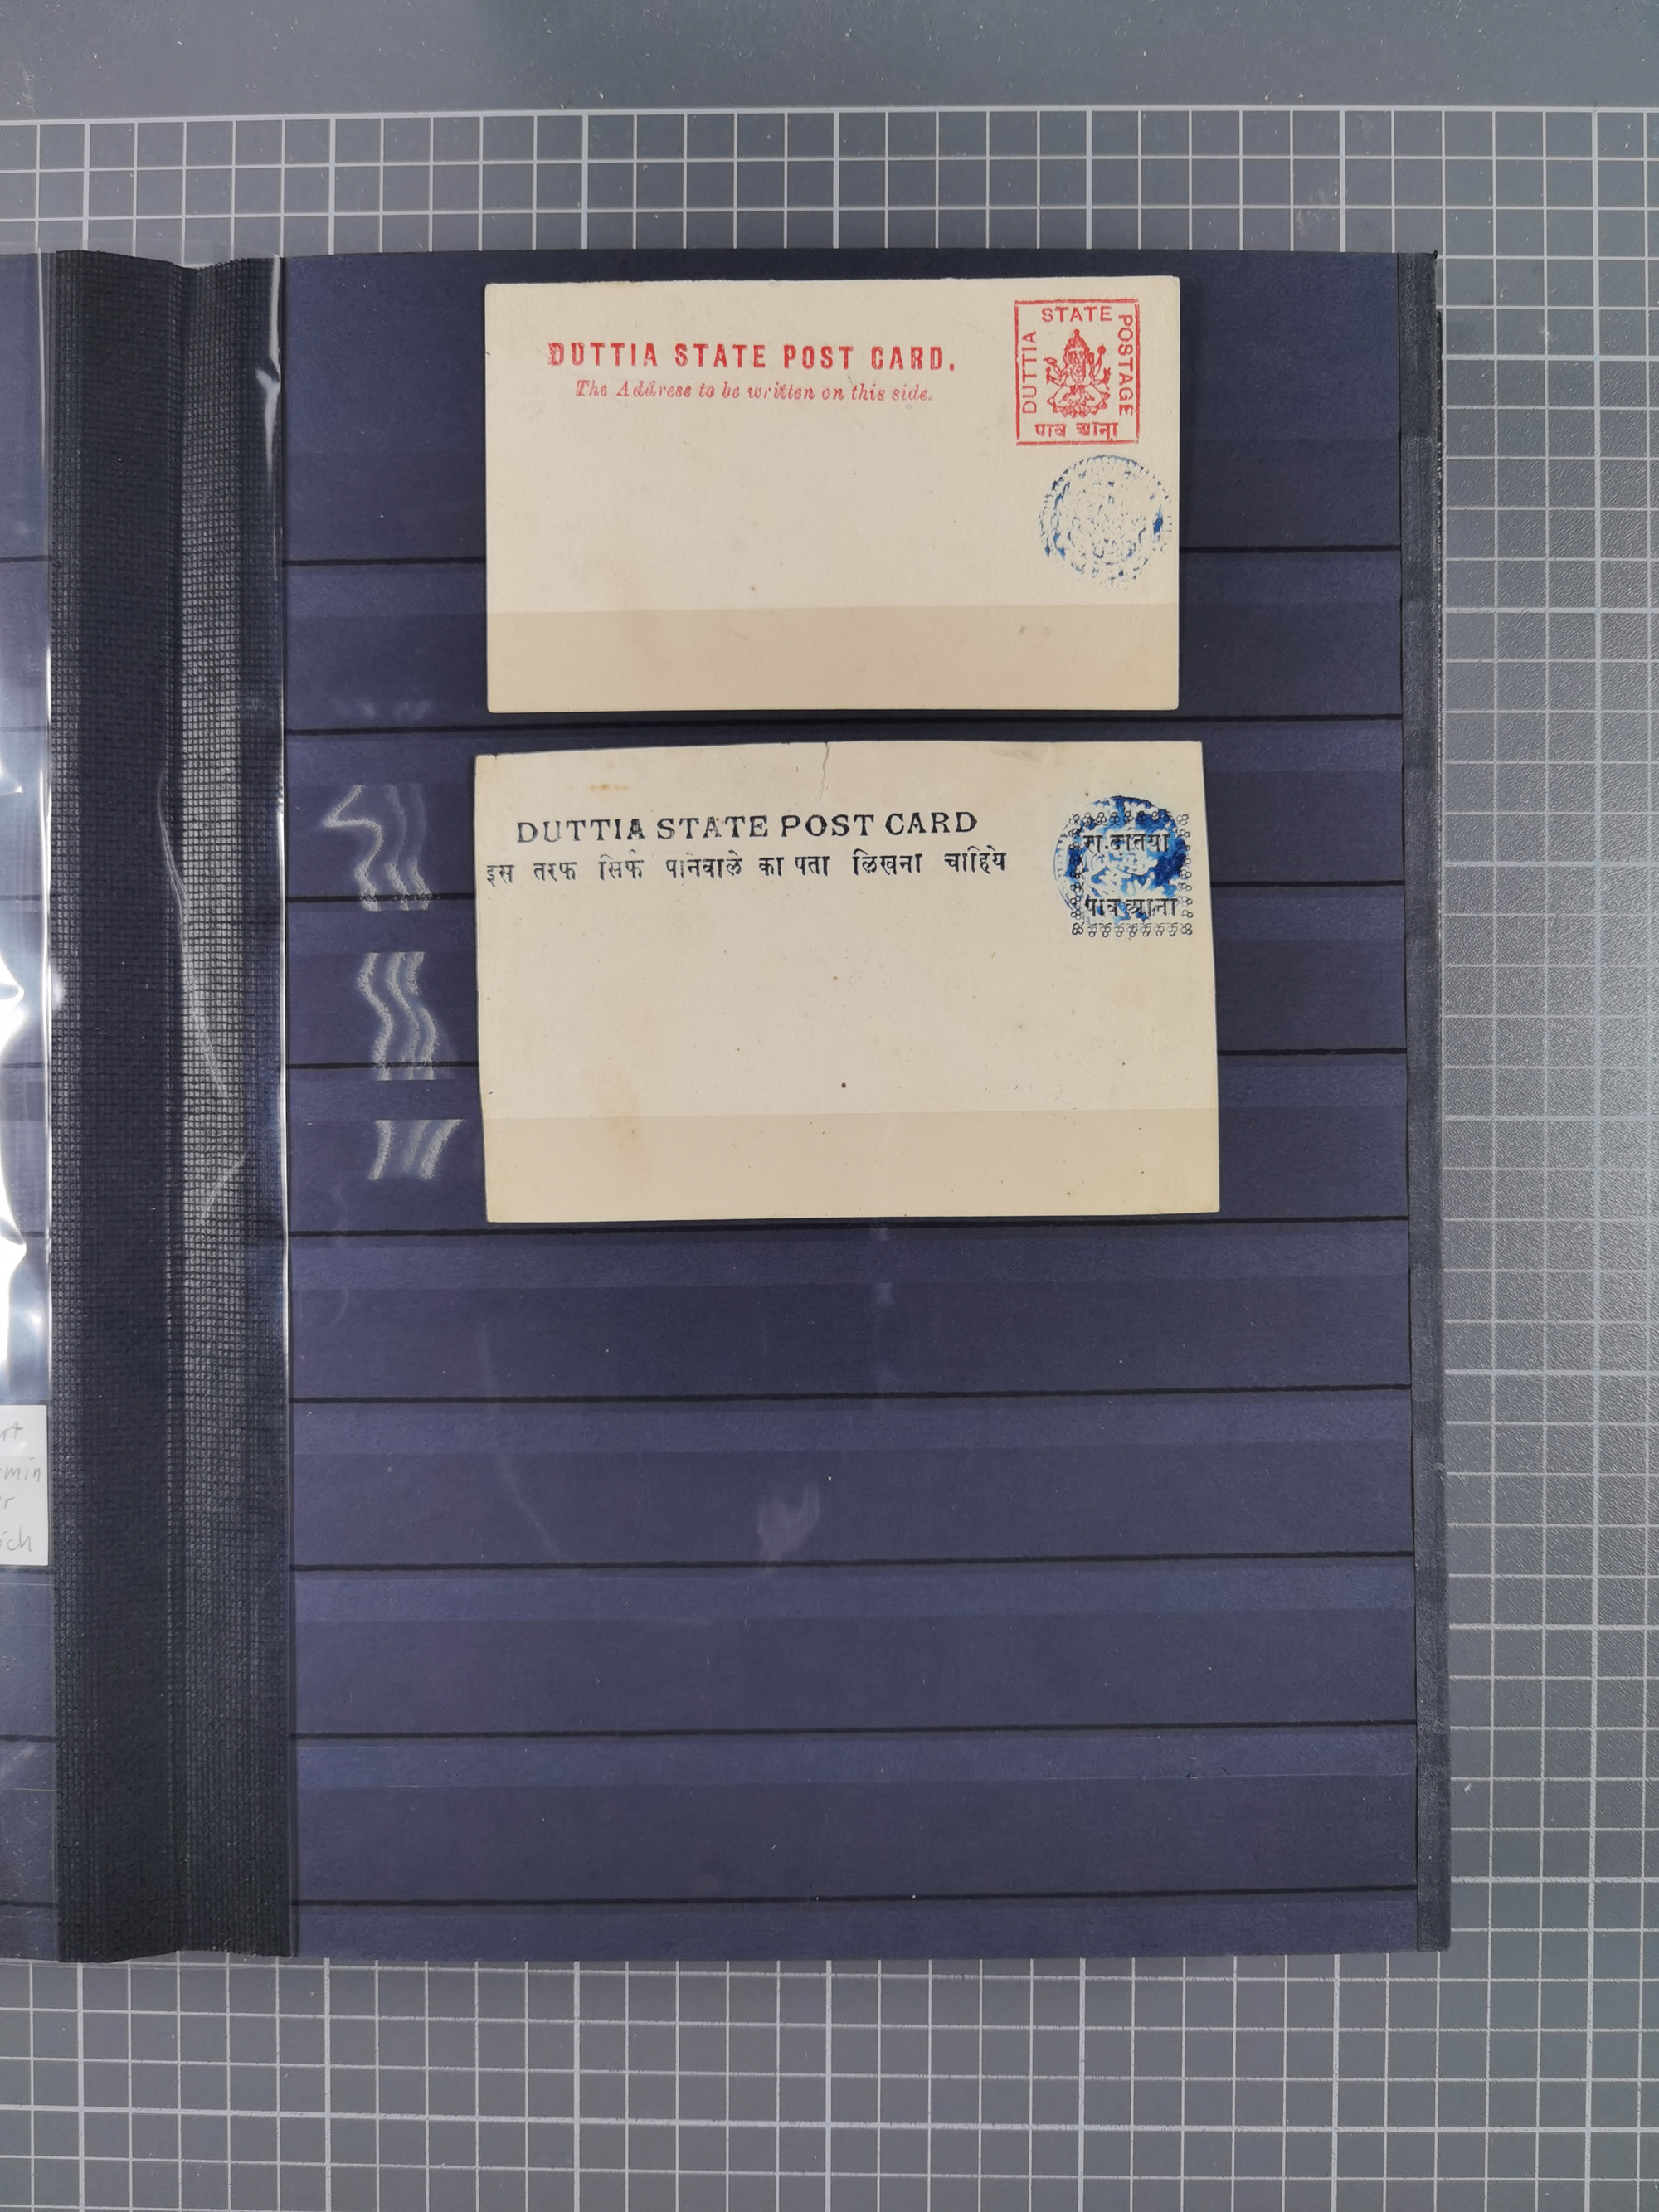 DUTTIA STATE POST CARD.
The Address to be written on this side.
STATE
DUTTIA
POSTAGE
पाव आना
DUTTIA STATE POST CARD
इस तरफ सिर्फ पानेवाले का पता लिखना चाहिये
रा.दतिया
पाव आना